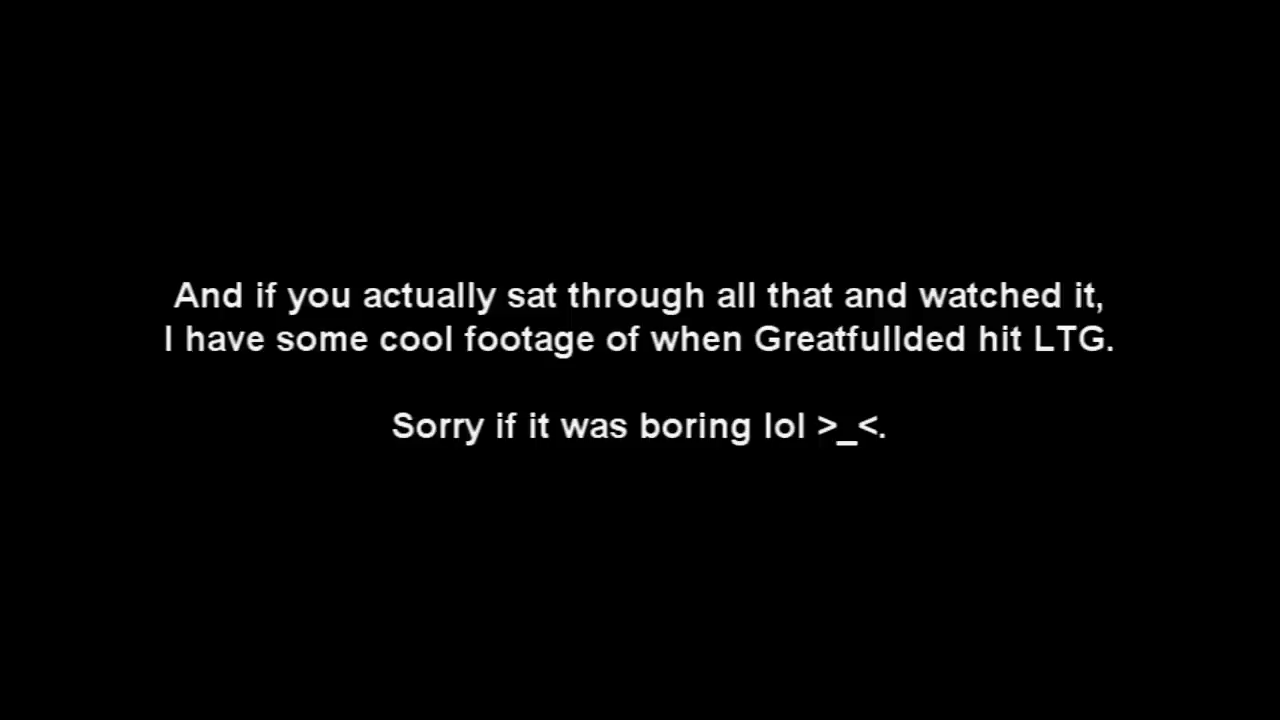 And if you actually sat through all that and watched it,
I have some cool footage of when Greatfullded hit LTG.
Sorry if it was boring lol >_<.